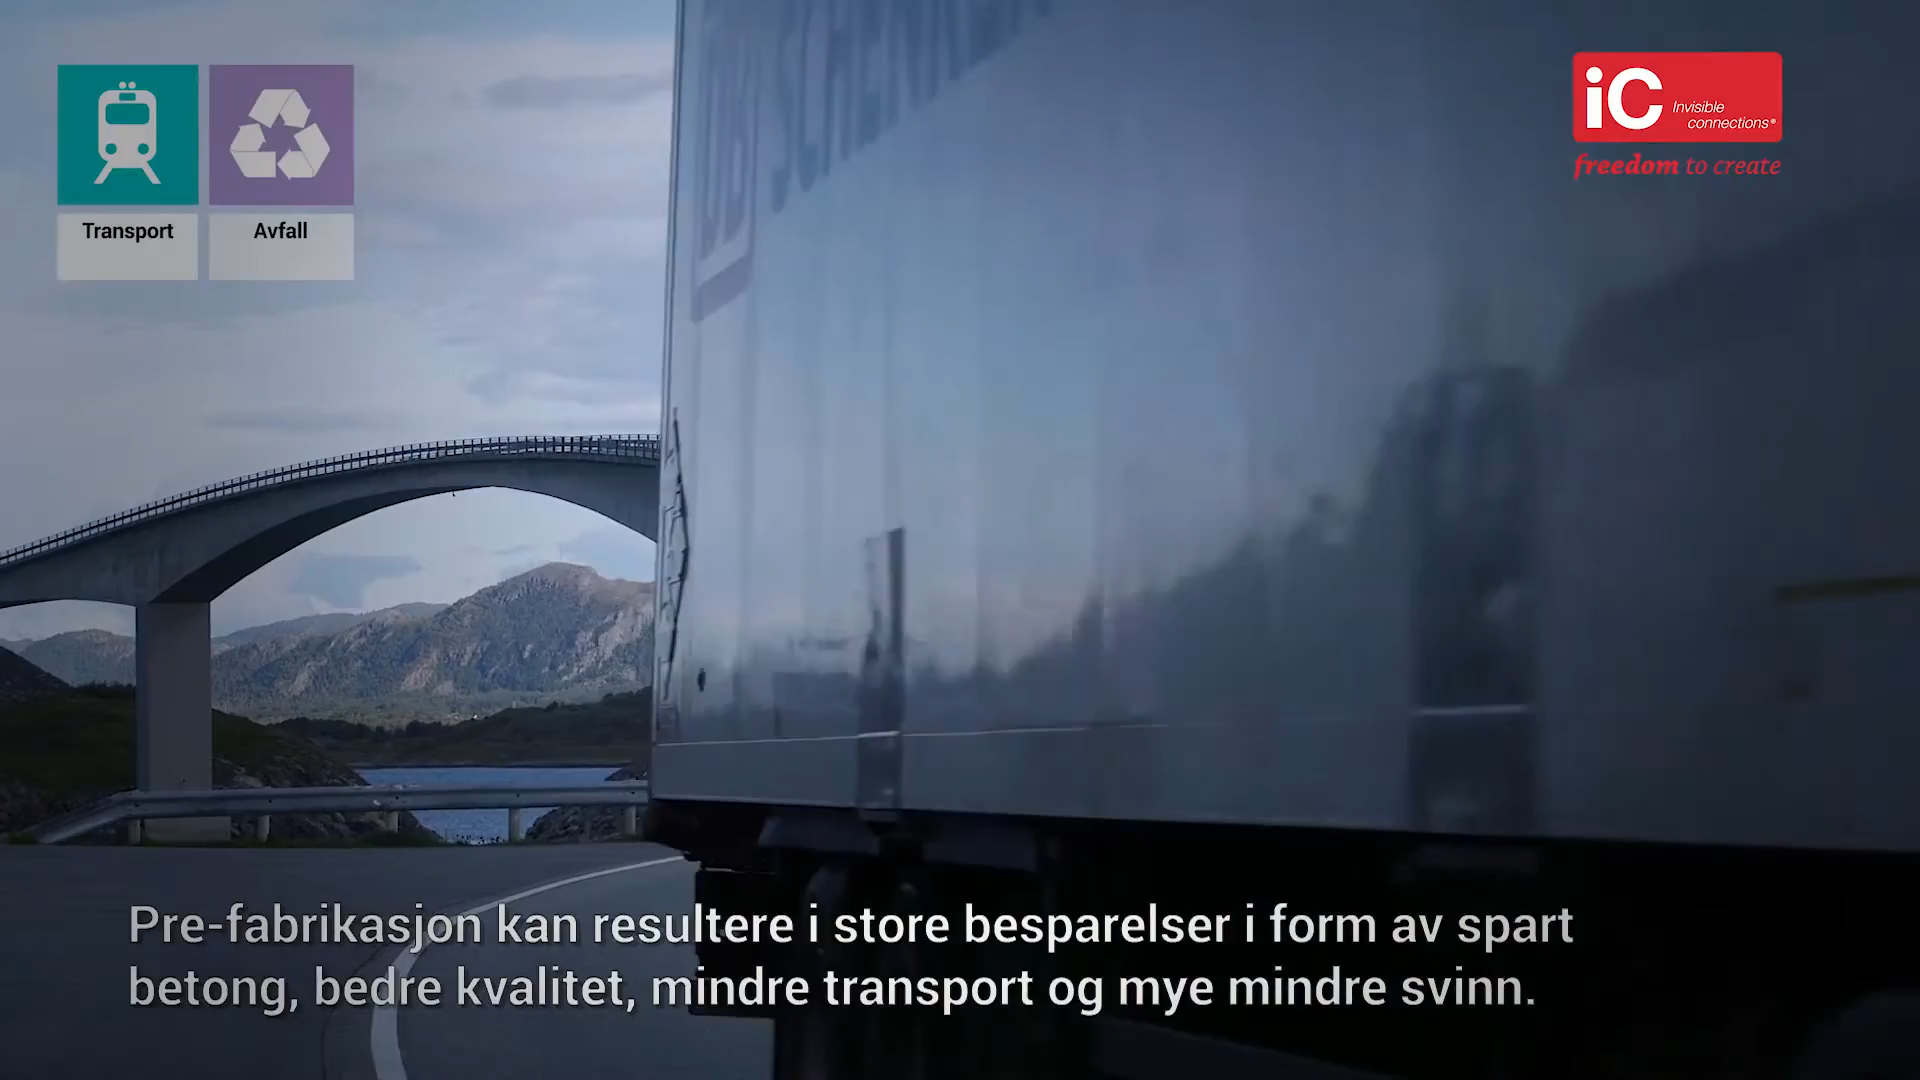 Transport
Avfall
iC Invisible
connections®
freedom to create
Pre-fabrikasjon kan resultere i store besparelser i form av spart
betong, bedre kvalitet, mindre transport og mye mindre svinn.